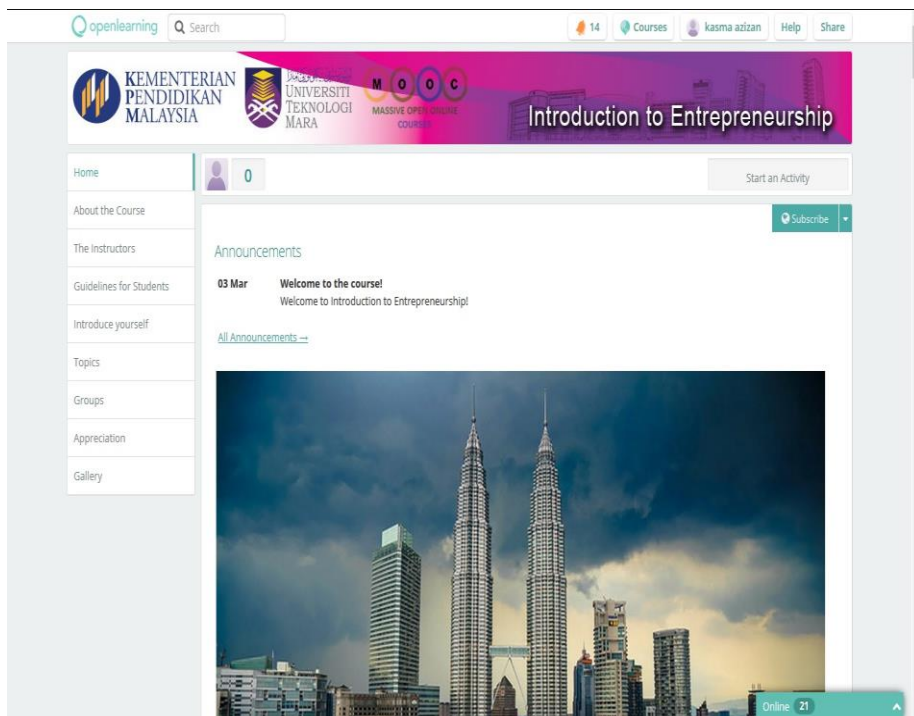 openlearning
Search
14
Courses
kasma azizan
Help
Share
KEMENTERIAN
PENDIDIKAN
MALAYSIA
UNIVERSITI
TEKNOLOGI
MARA
MOOC
MASSIVE OPEN ONLINE
COURSES
Introduction to Entrepreneurship
Home
About the Course
The Instructors
Guidelines for Students
Introduce yourself
Topics
Groups
Appreciation
Gallery
0
Start an Activity
Subscribe
Announcements
03 Mar Welcome to the course!
Welcome to Introduction to Entrepreneurship!
All Announcements →
Online 21